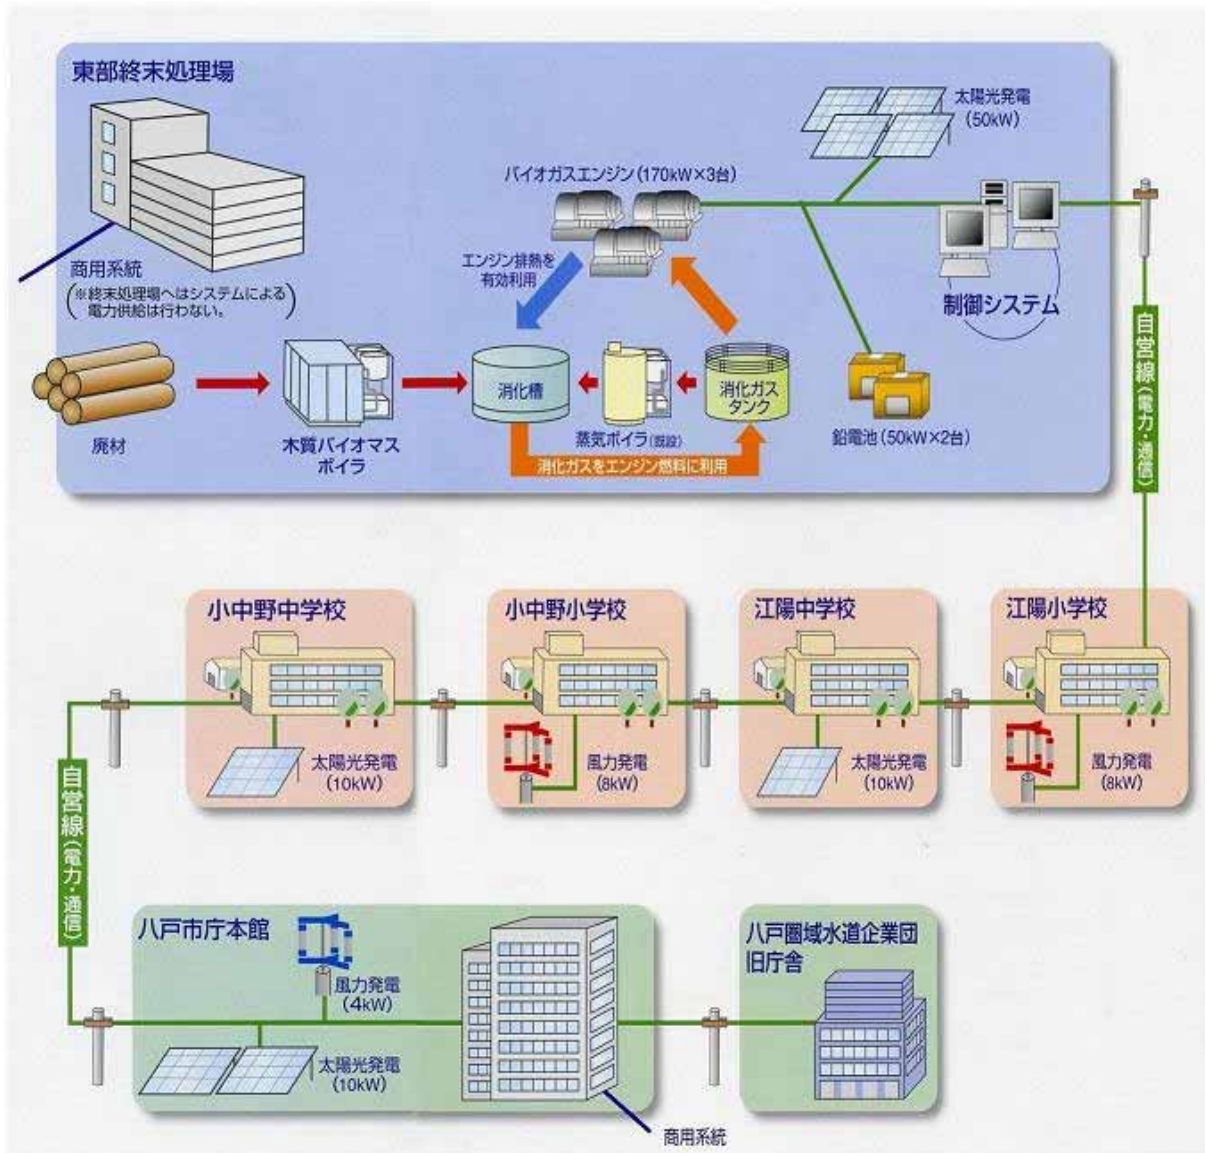 東部終末処理場
太陽光発電
(50kW)
バイオガスエンジン(170kW×3台)
エンジン排熱を
有効利用
商用系統
(※終末処理場へはシステムによる
電力供給は行わない。)
制御システム
自営線(電力・通信)
消化槽
消化ガス
タンク
蒸気ボイラ(既設)
鉛電池(50kW×2台)
廃材
木質バイオマス
ボイラ
消化ガスをエンジン燃料に利用
小中野中学校
小中野小学校
江陽中学校
江陽小学校
太陽光発電
(10kW)
風力発電
(8kW)
太陽光発電
(10kW)
風力発電
(8kW)
自営線(電力・通信)
八戸市庁本館
風力発電
(4kW)
太陽光発電
(10kW)
八戸圏域水道企業団
旧庁舎
商用系統